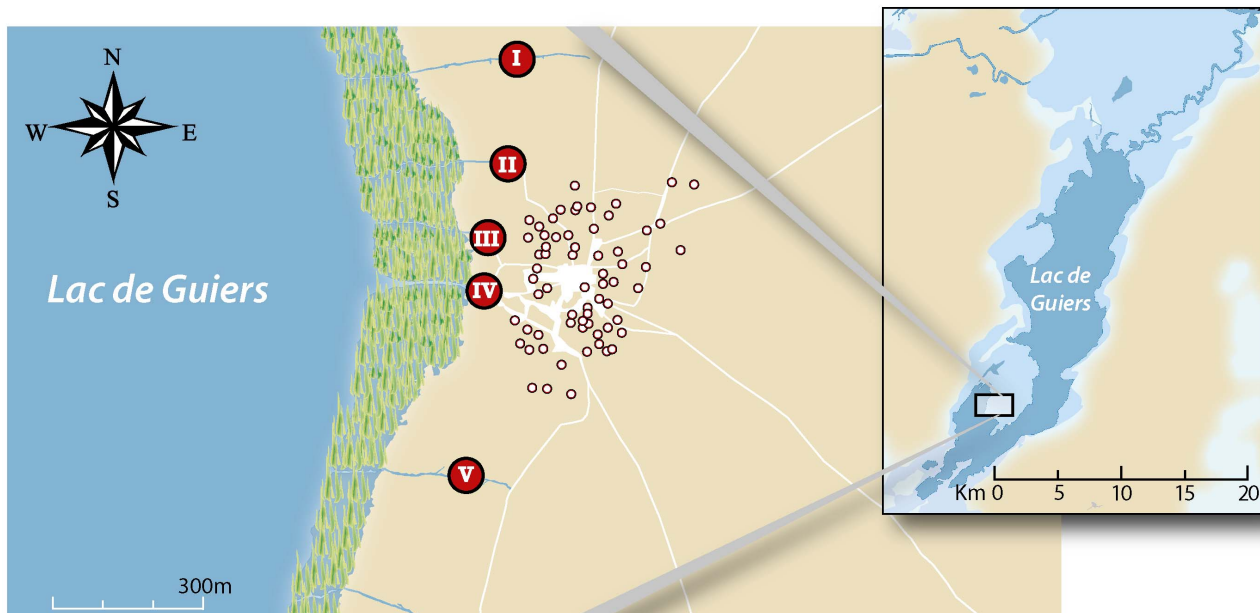 N
W
E
S
I
II
III
IV
V
Lac de Guiers
300m
Lac de
Guiers
Km 0 5 10 15 20